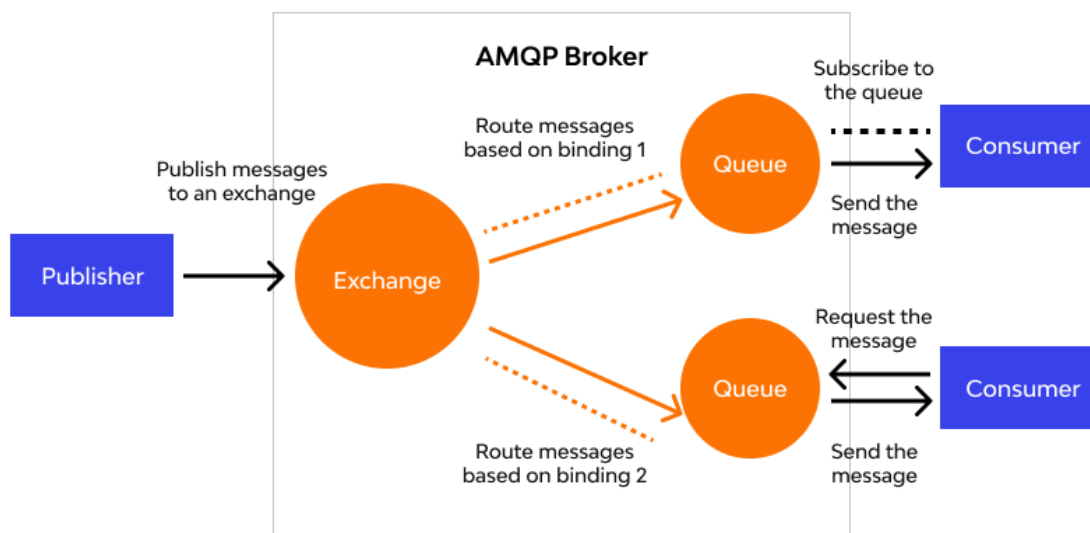 AMQP Broker
Publish messages
to an exchange
Publisher
Exchange
Route messages
based on binding 1
Queue
Subscribe to
the queue
Consumer
Send the
message
Route messages
based on binding 2
Queue
Request the
message
Consumer
Send the
message